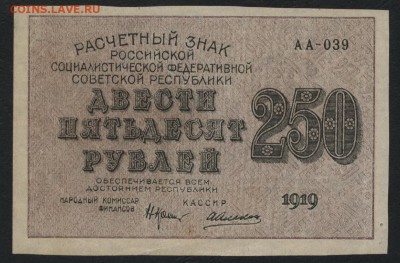 COINS.LAVE.RU
РАСЧЕТНЫЙ ЗНАК
РОССИЙСКОЙ
СОЦИАЛИСТИЧЕСКОЙ ФЕДЕРАТИВНОЙ
СОВЕТСКОЙ РЕСПУБЛИКИ
АА-039
ДВЕСТИ
ПЯТЬДЕСЯТ
РУБЛЕЙ
250
ОБЕСПЕЧИВАЕТСЯ ВСЕМ
ДОСТОЯНИЕМ РЕСПУБЛИКИ
1919
НАРОДНЫЙ КОМИССАР
ФИНАНСОВ
КАССИР